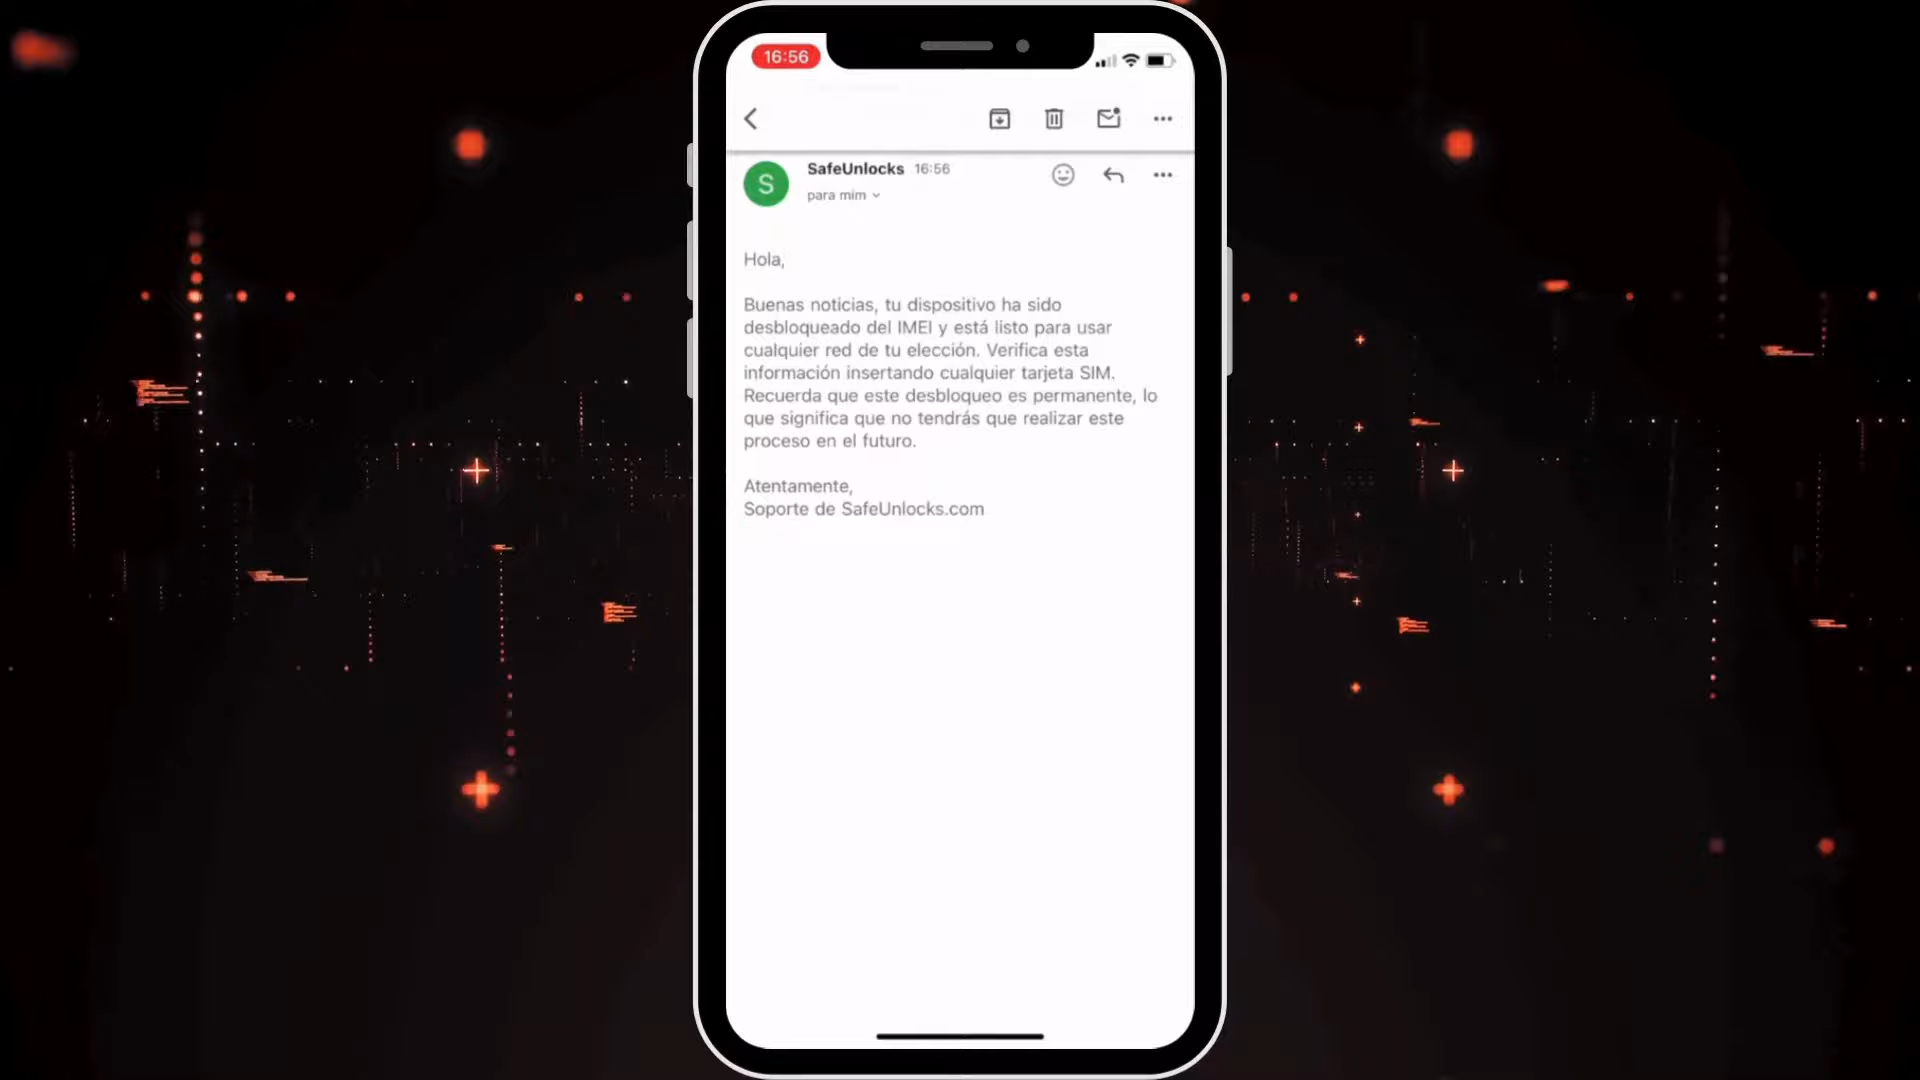 16:56
S
SafeUnlocks 16:56
para mim
Hola,
Buenas noticias, tu dispositivo ha sido
desbloqueado del IMEI y está listo para usar
cualquier red de tu elección. Verifica esta
información insertando cualquier tarjeta SIM.
Recuerda que este desbloqueo es permanente, lo
que significa que no tendrás que realizar este
proceso en el futuro.
Atentamente,
Soporte de SafeUnlocks.com